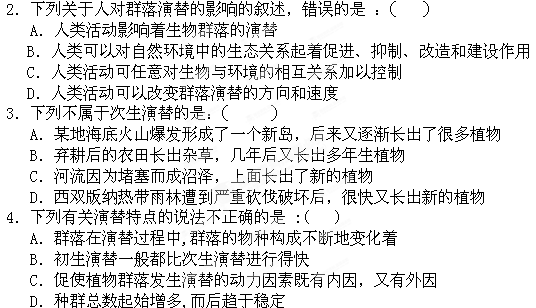 2. 下列关于人对群落演替的影响的叙述，错误的是 ：(    )
A．人类活动影响着生物群落的演替
B．人类可以对自然环境中的生态关系起着促进、抑制、改造和建设作用
C．人类活动可任意对生物与环境的相互关系加以控制
D．人类活动可以改变群落演替的方向和速度
3．下列不属于次生演替的是：(    )
A．某地海底火山爆发形成了一个新岛，后来又逐渐长出了很多植物
B．弃耕后的农田长出杂草，几年后又长出多年生植物
C．河流因为堵塞而成沼泽，上面长出了新的植物
D．西双版纳热带雨林遭到严重砍伐破坏后，很快又长出新的植物
4．下列有关演替特点的说法不正确的是 :(    )
A．群落在演替过程中,群落的物种构成不断地变化着
B．初生演替一般都比次生演替进行得快
C．促使植物群落发生演替的动力因素既有内因，又有外因
D．种群总数起始增多,而后趋于稳定